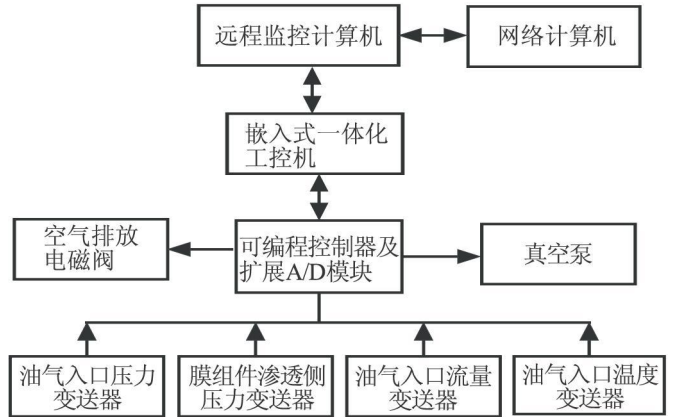 远程监控计算机
网络计算机
嵌入式一体化
工控机
空气排放
电磁阀
可编程控制器及
扩展A/D模块
真空泵
油气入口压力
变送器
膜组件渗透侧
压力变送器
油气入口流量
变送器
油气入口温度
变送器